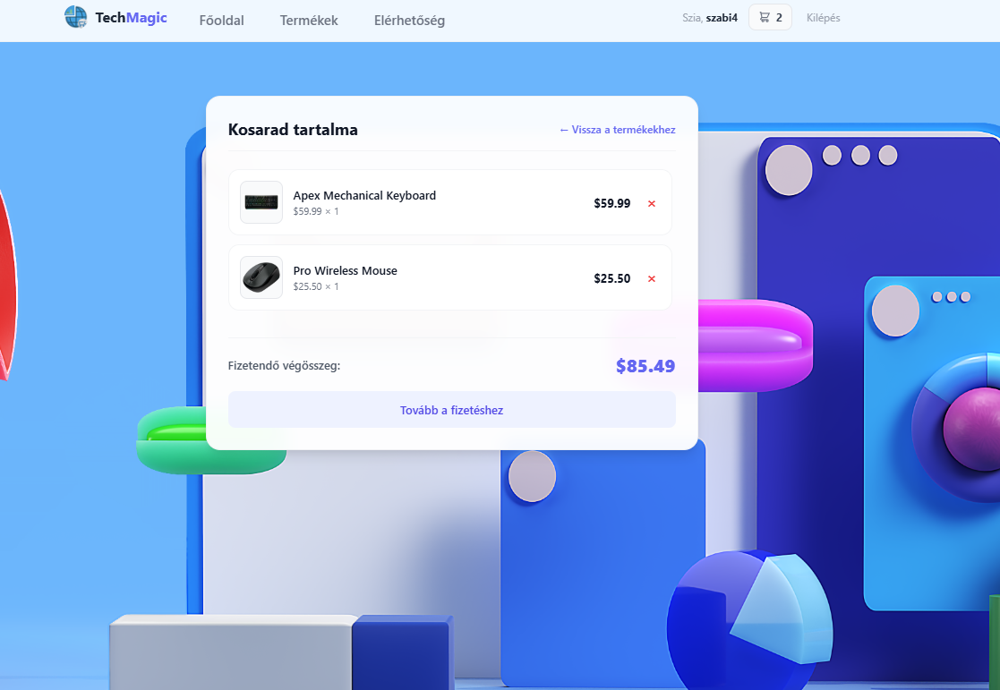 TechMagic Főoldal Termékek Elérhetőség Szia, szabi4 2 Kilépés
Kosarad tartalma ← Vissza a termékekhez
Apex Mechanical Keyboard
$59.99 × 1
$59.99 ×
Pro Wireless Mouse
$25.50 × 1
$25.50 ×
Fizetendő végösszeg: $85.49
Tovább a fizetéshez